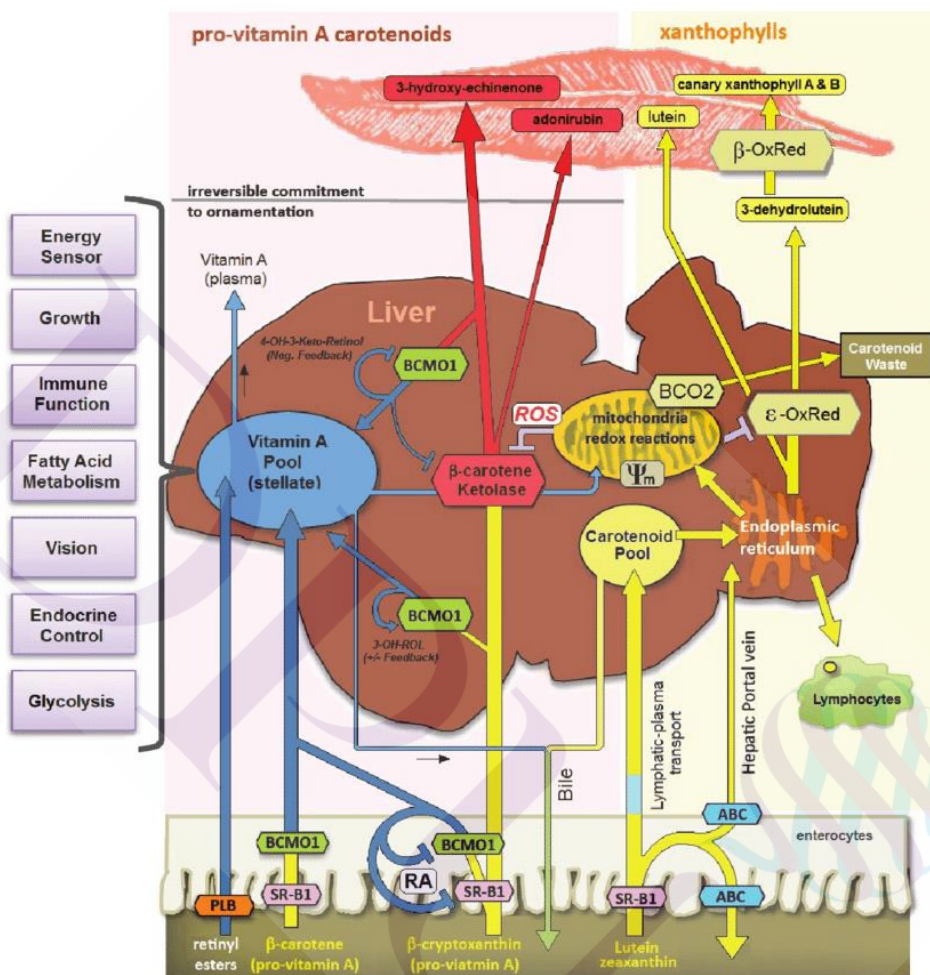 pro-vitamin A carotenoids
xanthophylls
3-hydroxy-echinenone
adonirubin
lutein
canary xanthophyll A & B
β-OxRed
3-dehydrolutein
irreversible commitment
to ornamentation
Energy
Sensor
Growth
Immune
Function
Fatty Acid
Metabolism
Vision
Endocrine
Control
Glycolysis
Vitamin A
(plasma)
Liver
4-OH-3-Keto-Retinol
(Neg. Feedback)
BCMO1
Vitamin A
Pool
(stellate)
ROS
β-carotene
Ketolase
BCO2
mitochondria
redox reactions
Ψm
ε-OxRed
Carotenoid
Waste
Carotenoid
Pool
Endoplasmic
reticulum
BCMO1
3-OH-ROL
(+/- Feedback)
Lymphocytes
Bile
Lymphatic-plasma
transport
Hepatic Portal vein
enterocytes
BCMO1
BCMO1
ABC
RA
PLB
SR-B1
SR-B1
SR-B1
ABC
retinyl
esters
β-carotene
(pro-vitamin A)
β-cryptoxanthin
(pro-viatmin A)
Lutein
zeaxanthin